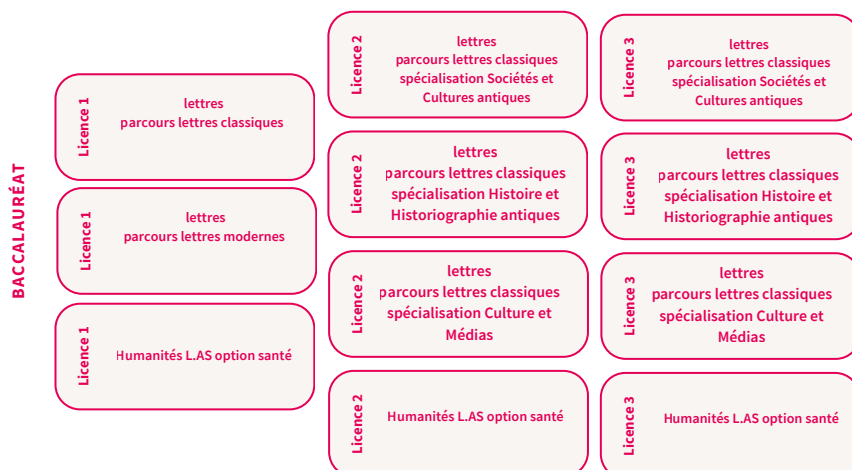 BACCALAURÉAT
Licence 1
lettres
parcours lettres classiques
Licence 1
lettres
parcours lettres modernes
Licence 1
Humanités L.AS option santé
Licence 2
lettres
parcours lettres classiques
spécialisation Sociétés et
Cultures antiques
Licence 2
lettres
parcours lettres classiques
spécialisation Histoire et
Historiographie antiques
Licence 2
lettres
parcours lettres classiques
spécialisation Culture et
Médias
Licence 2
Humanités L.AS option santé
Licence 3
lettres
parcours lettres classiques
spécialisation Sociétés et
Cultures antiques
Licence 3
lettres
parcours lettres classiques
spécialisation Histoire et
Historiographie antiques
Licence 3
lettres
parcours lettres classiques
spécialisation Culture et
Médias
Licence 3
Humanités L.AS option santé